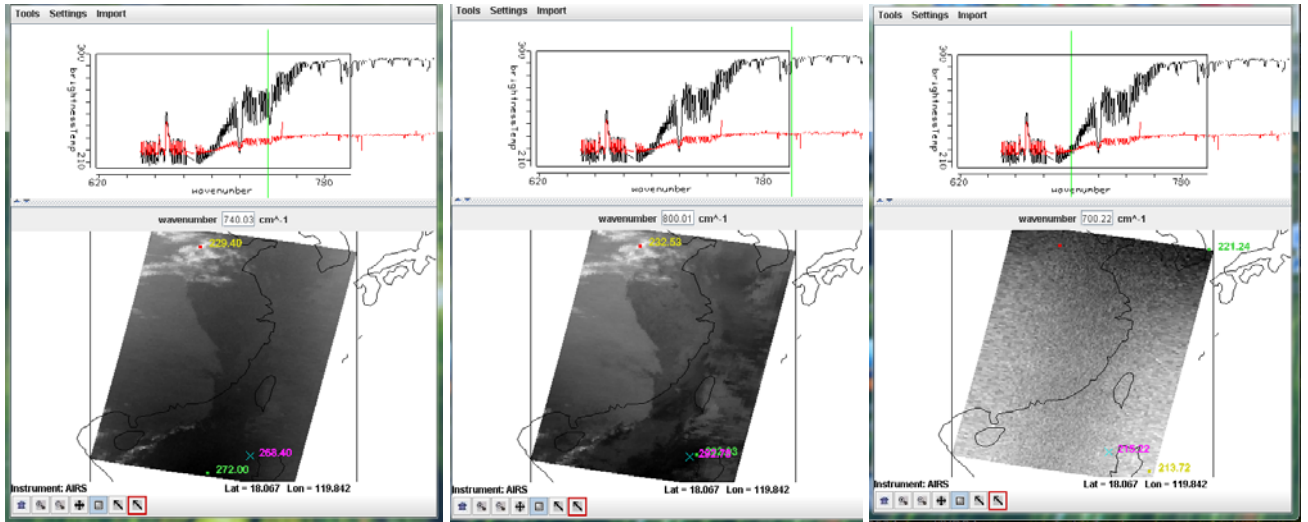 Tools Settings Import
300
brightnessTemp
210
620
780
wavenumber
wavenumber 740.03 cm^-1
229.40
268.40
272.00
Instrument: AIRS
Lat = 18.067 Lon = 119.842
Tools Settings Import
300
brightnessTemp
210
620
780
wavenumber
wavenumber 800.01 cm^-1
232.53
Lat = 18.067 Lon = 119.842
Tools Settings Import
300
brightnessTemp
210
620
780
wavenumber
wavenumber 700.22 cm^-1
221.24
215.22
213.72
Instrument: AIRS
Lat = 18.067 Lon = 119.842